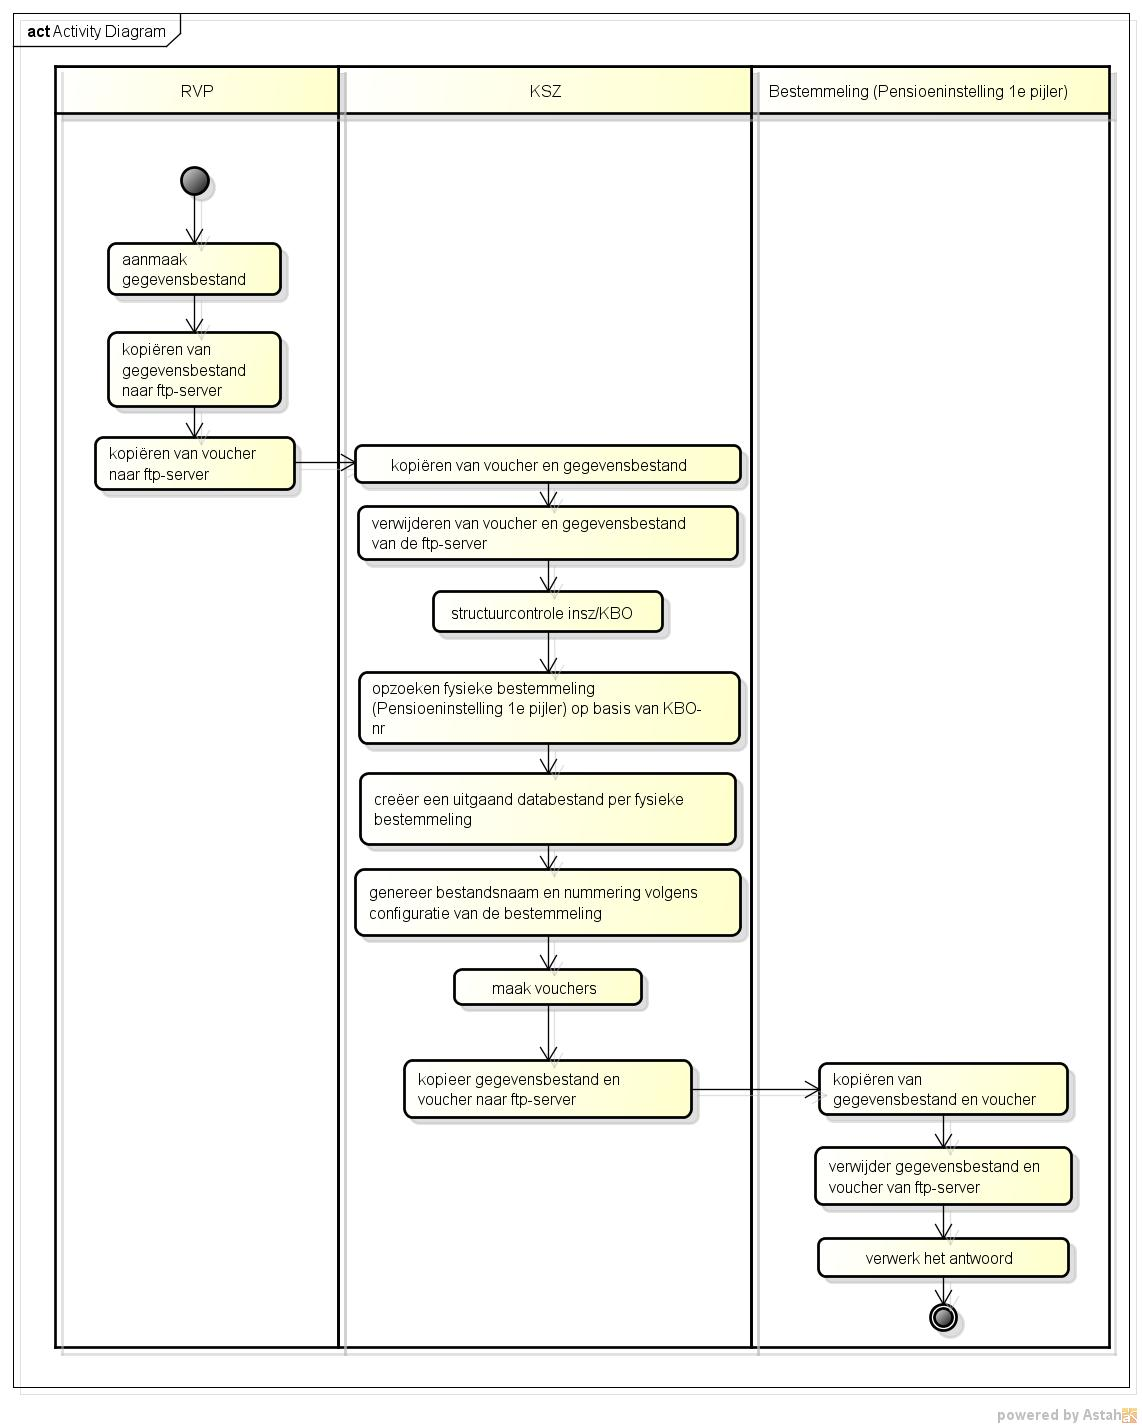 act Activity Diagram
RVP
KSZ
Bestemmeling (Pensioeninstelling 1e pijler)
aanmaak
gegevensbestand
kopiëren van
gegevensbestand
naar ftp-server
kopiëren van voucher
naar ftp-server
kopiëren van voucher en gegevensbestand
verwijderen van voucher en gegevensbestand
van de ftp-server
structuurcontrole insz/KBO
opzoeken fysieke bestemmeling
(Pensioeninstelling 1e pijler) op basis van KBO-
nr
creëer een uitgaand databestand per fysieke
bestemmeling
genereer bestandsnaam en nummering volgens
configuratie van de bestemmeling
maak vouchers
kopieer gegevensbestand en
voucher naar ftp-server
kopiëren van
gegevensbestand en voucher
verwijder gegevensbestand en
voucher van ftp-server
verwerk het antwoord
powered by Astah